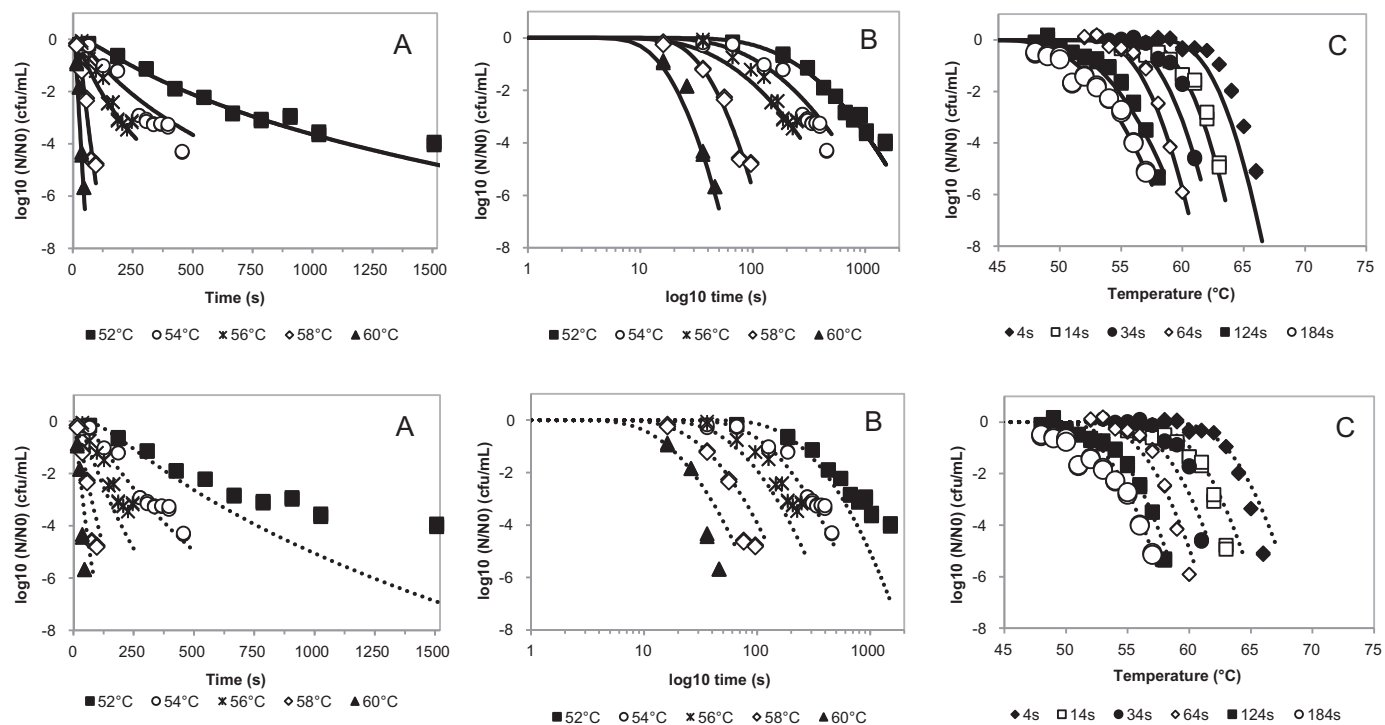 A
log10 (N/N0) (cfu/mL)
0
-2
-4
-6
-8
0 250 500 750 1000 1250 1500
Time (s)
■52°C ○54°C ж56°C ◇58°C ▲60°C
B
log10 (N/N0) (cfu/mL)
0
-2
-4
-6
-8
1 10 100 1000
log10 time (s)
■52°C ○54°C ж56°C ◇58°C ▲60°C
C
log10 (N/N0) (cfu/mL)
0
-2
-4
-6
-8
45 50 55 60 65 70 75
Temperature (°C)
◆4s □14s ●34s ◇64s ■124s ○184s
A
log10 (N/N0) (cfu/mL)
0
-2
-4
-6
-8
0 250 500 750 1000 1250 1500
Time (s)
■52°C ○54°C ж56°C ◇58°C ▲60°C
B
log10 (N/N0) (cfu/mL)
0
-2
-4
-6
-8
1 10 100 1000
log10 time (s)
■52°C ○54°C ж56°C ◇58°C ▲60°C
C
log10 (N/N0) (cfu/mL)
0
-2
-4
-6
-8
45 50 55 60 65 70 75
Temperature (°C)
◆4s □14s ●34s ◇64s ■124s ○184s